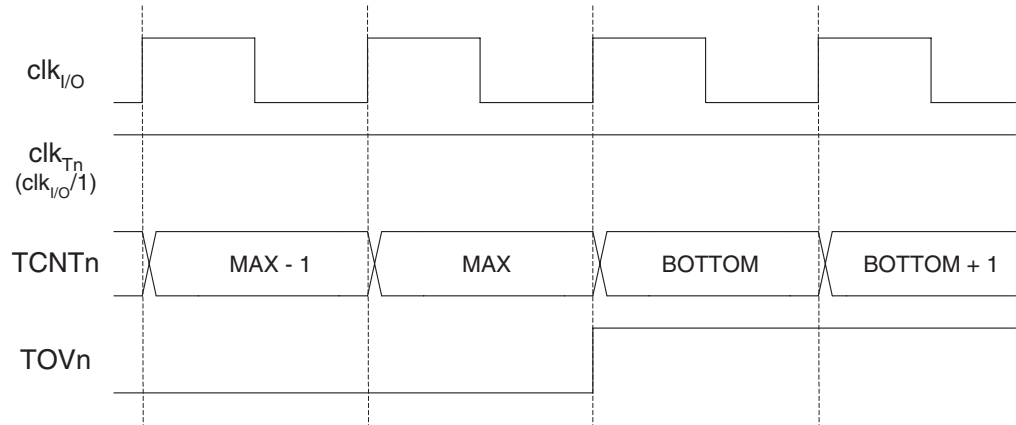 clkI/O
clkTn
(clkI/O/1)
TCNTn
MAX - 1
MAX
BOTTOM
BOTTOM + 1
TOVn